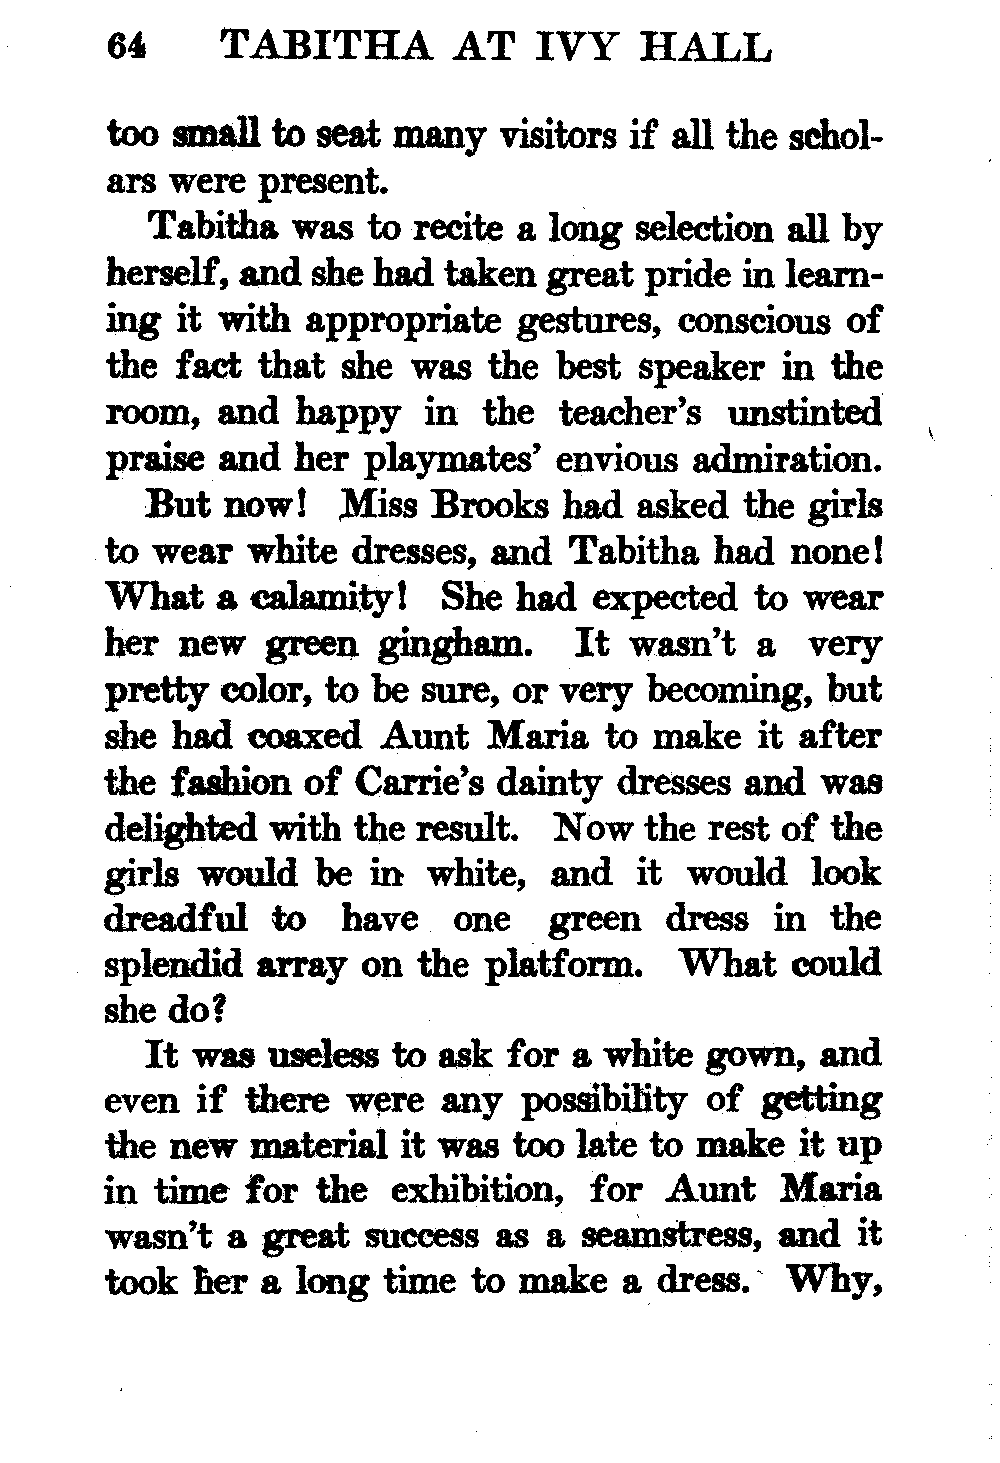 64 TABITHA AT IVY HALL
too small to seat many visitors if all the schol-
ars were present.
Tabitha was to recite a long selection all by
herself, and she had taken great pride in learn-
ing it with appropriate gestures, conscious of
the fact that she was the best speaker in the
room, and happy in the teacher's unstinted
praise and her playmates' envious admiration.
But now! Miss Brooks had asked the girls
to wear white dresses, and Tabitha had none!
What a calamity! She had expected to wear
her new green gingham. It wasn't a very
pretty color, to be sure, or very becoming, but
she had coaxed Aunt Maria to make it after
the fashion of Carrie's dainty dresses and was
delighted with the result. Now the rest of the
girls would be in white, and it would look
dreadful to have one green dress in the
splendid array on the platform. What could
she do?
It was useless to ask for a white gown, and
even if there were any possibility of getting
the new material it was too late to make it up
in time for the exhibition, for Aunt Maria
wasn't a great success as a seamstress, and it
took her a long time to make a dress. Why,